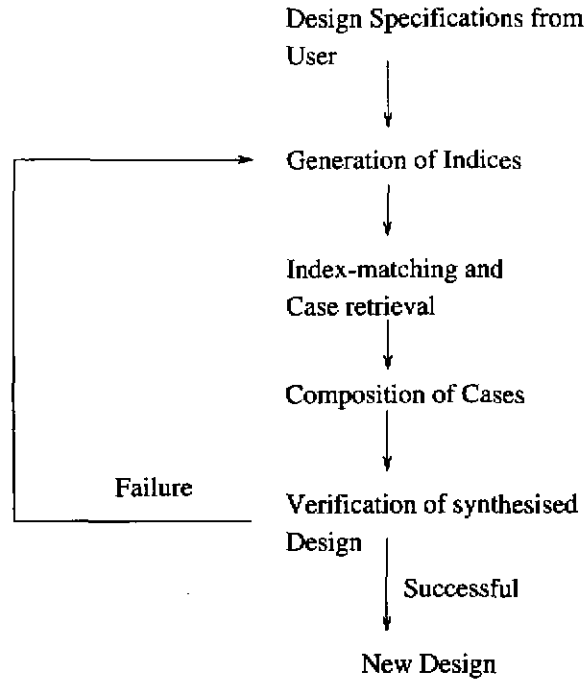 Design Specifications from
User
Generation of Indices
Index-matching and
Case retrieval
Composition of Cases
Failure
Verification of synthesised
Design
Successful
New Design